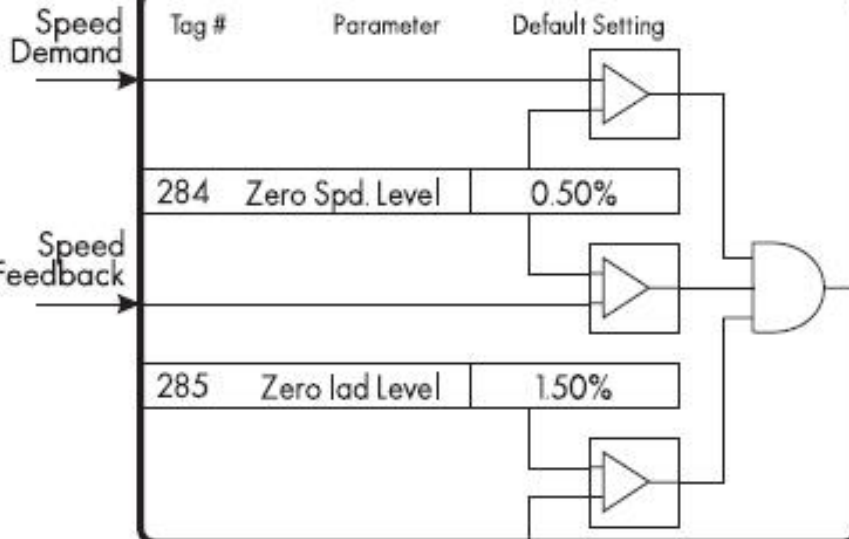 Speed
Demand
Tag # Parameter Default Setting
284 Zero Spd. Level 0.50%
Speed
Feedback
285 Zero Iad Level 1.50%